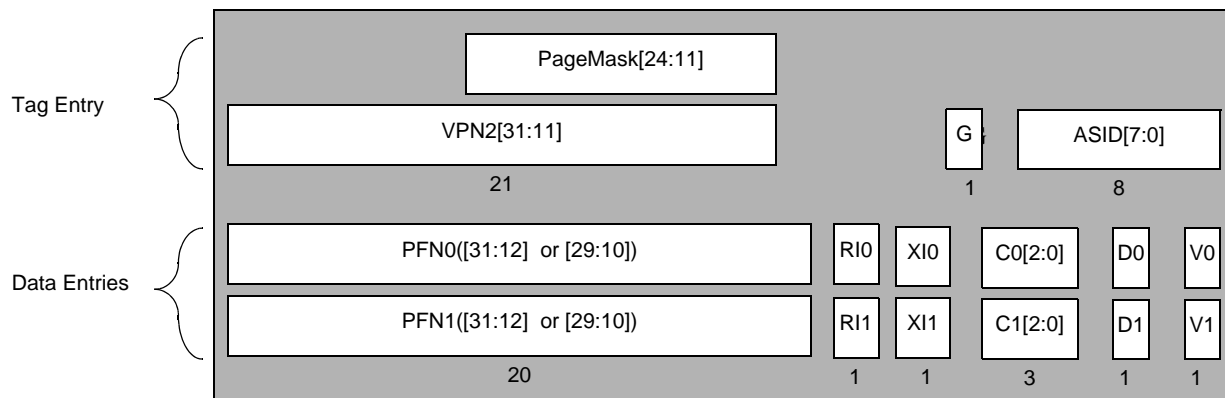 PageMask[24:11]
Tag Entry
VPN2[31:11]
G
ASID[7:0]
21
1
8
PFN0([31:12] or [29:10])
RI0
XI0
C0[2:0]
D0
V0
Data Entries
PFN1([31:12] or [29:10])
RI1
XI1
C1[2:0]
D1
V1
20
1
1
3
1
1